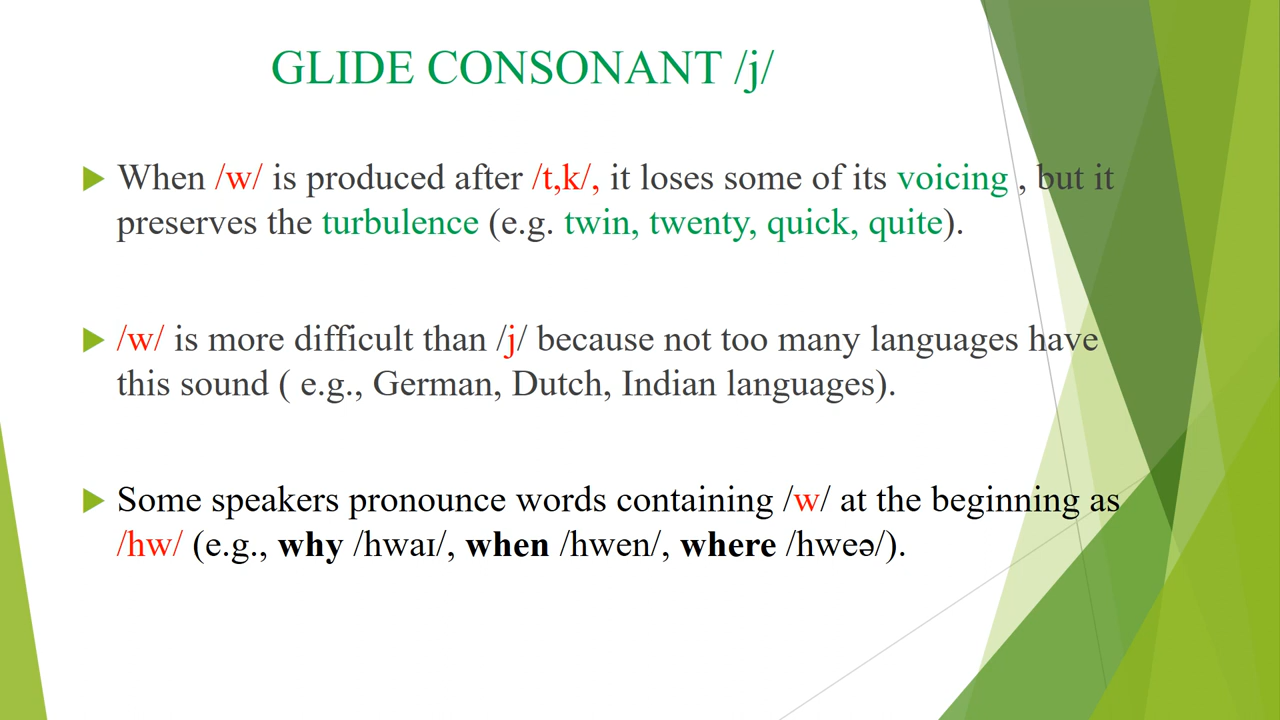 GLIDE CONSONANT /j/
When /w/ is produced after /t,k/, it loses some of its voicing , but it
preserves the turbulence (e.g. twin, twenty, quick, quite).
/w/ is more difficult than /j/ because not too many languages have
this sound ( e.g., German, Dutch, Indian languages).
Some speakers pronounce words containing /w/ at the beginning as
/hw/ (e.g., why /hwaɪ/, when /hwen/, where /hweə/).